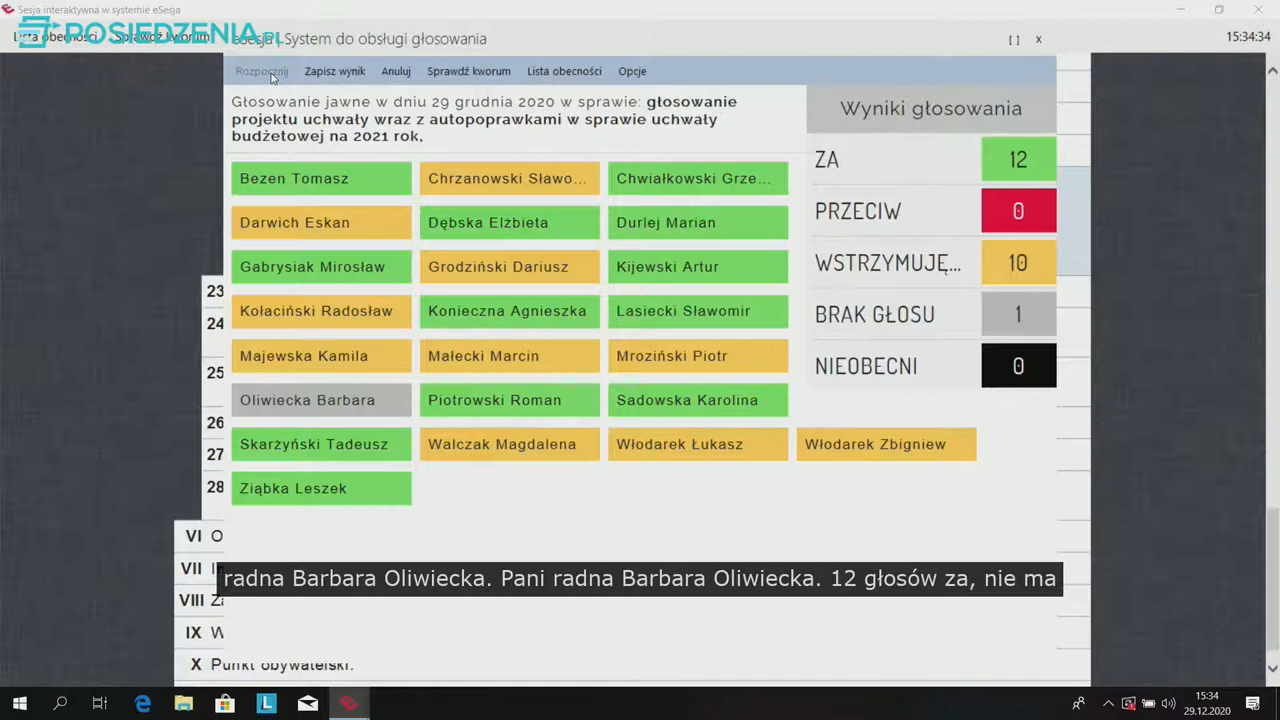 Sesja interaktywna w systemie eSesja
POSIEDZENIA.PL
Lista obecności Sprawdź kworum
15:34:34
eSesja | System do obsługi głosowania
[ ] x
Rozpocznij Zapisz wynik Anuluj Sprawdź kworum Lista obecności Opcje
Głosowanie jawne w dniu 29 grudnia 2020 w sprawie: głosowanie
projektu uchwały wraz z autopoprawkami w sprawie uchwały
budżetowej na 2021 rok.
Wyniki głosowania
ZA 12
PRZECIW 0
WSTRZYMUJĘ... 10
BRAK GŁOSU 1
NIEOBECNI 0
Bezen Tomasz Chrzanowski Sławo... Chwiałkowski Grze...
Darwich Eskan Dębska Elżbieta Durlej Marian
Gabrysiak Mirosław Grodziński Dariusz Kijewski Artur
Kołaciński Radosław Konieczna Agnieszka Lasiecki Sławomir
Majewska Kamila Małecki Marcin Mroziński Piotr
Oliwiecka Barbara Piotrowski Roman Sadowska Karolina
Skarżyński Tadeusz Walczak Magdalena Włodarek Łukasz Włodarek Zbigniew
Ziąbka Leszek
23
24
25
26
27
28
VI O
VII I
VIII Za
IX W
X Punkt obywatelski.
radna Barbara Oliwiecka. Pani radna Barbara Oliwiecka. 12 głosów za, nie ma
15:34
29.12.2020